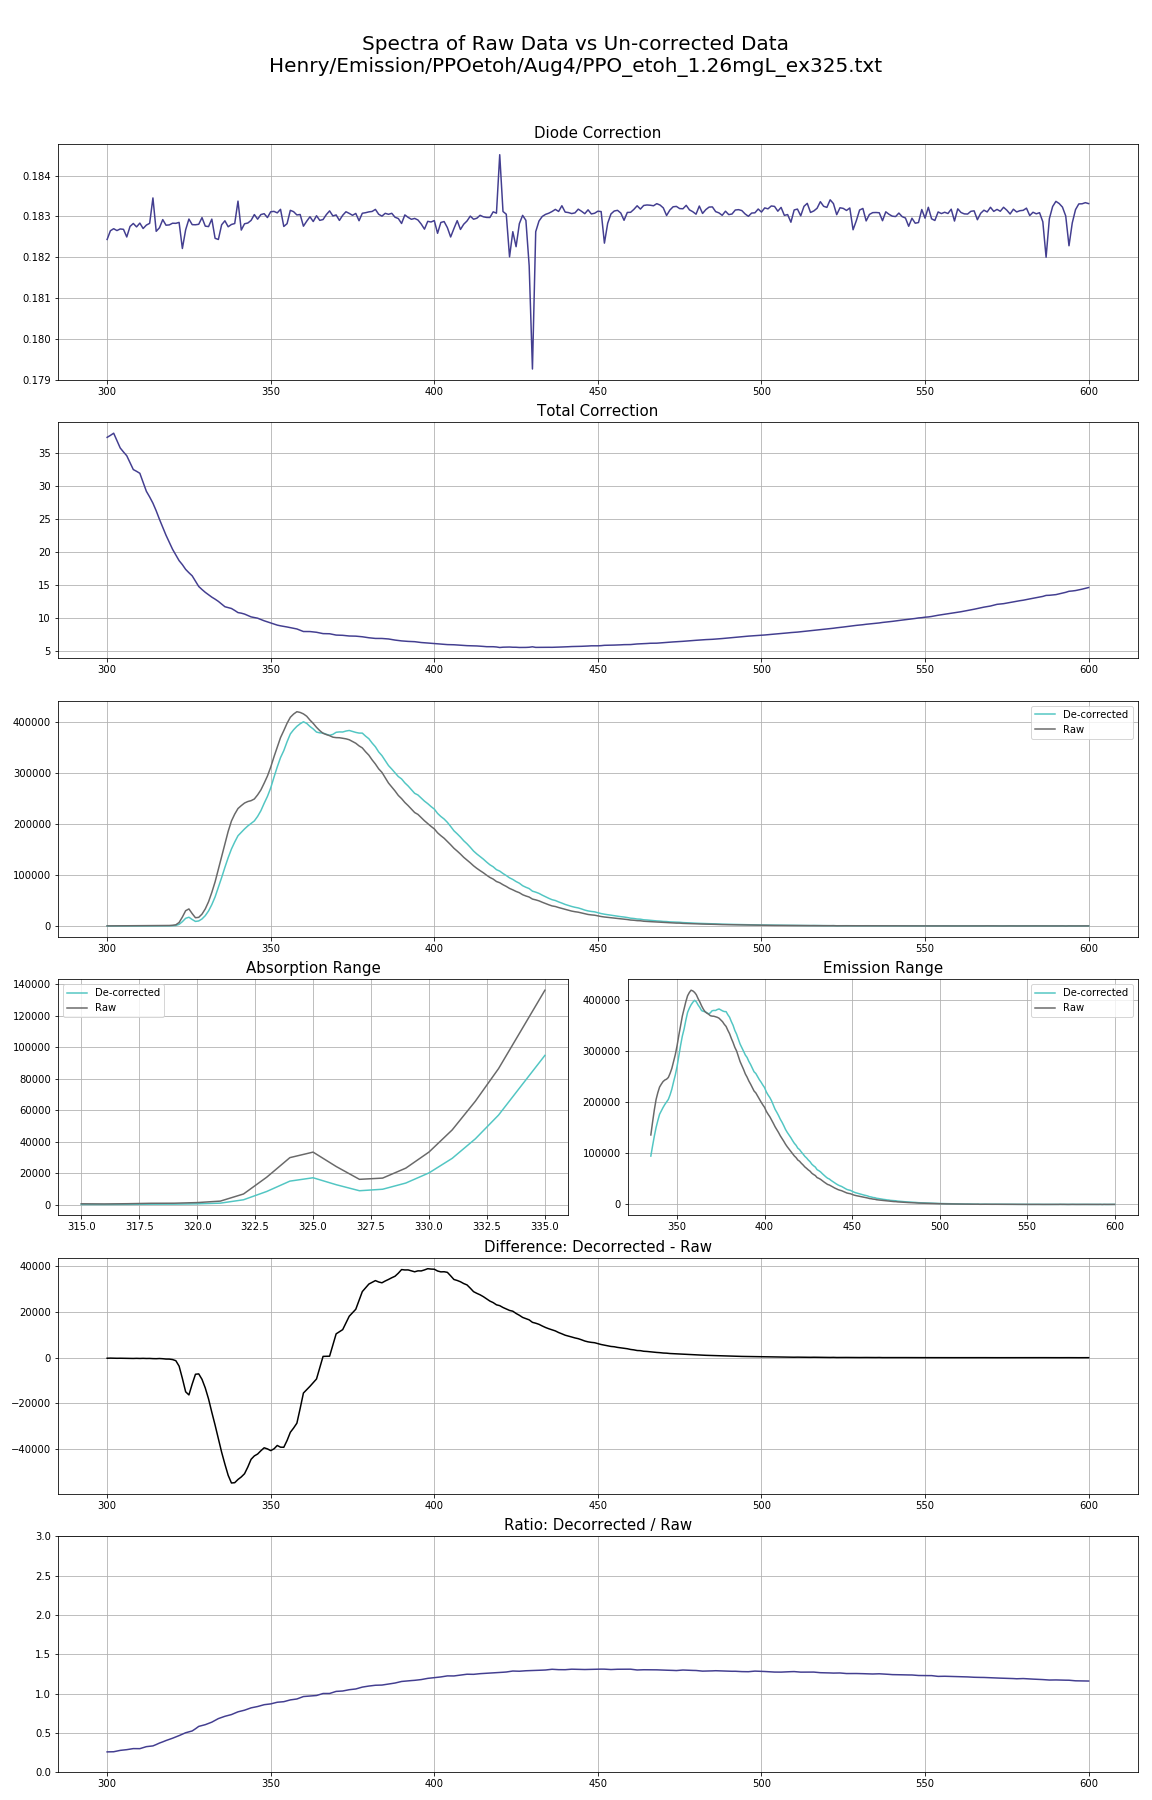 Spectra of Raw Data vs Un-corrected Data
Henry/Emission/PPOetoh/Aug4/PPO_etoh_1.26mgL_ex325.txt
Diode Correction
0.184
0.183
0.182
0.181
0.180
0.179
300 350 400 450 500 550 600
Total Correction
35
30
25
20
15
10
5
300 350 400 450 500 550 600
De-corrected
Raw
400000
300000
200000
100000
0
300 350 400 450 500 550 600
Absorption Range
De-corrected
Raw
140000
120000
100000
80000
60000
40000
20000
0
315.0 317.5 320.0 322.5 325.0 327.5 330.0 332.5 335.0
Emission Range
De-corrected
Raw
400000
300000
200000
100000
0
350 400 450 500 550 600
Difference: Decorrected - Raw
40000
20000
0
−20000
−40000
300 350 400 450 500 550 600
Ratio: Decorrected / Raw
3.0
2.5
2.0
1.5
1.0
0.5
0.0
300 350 400 450 500 550 600